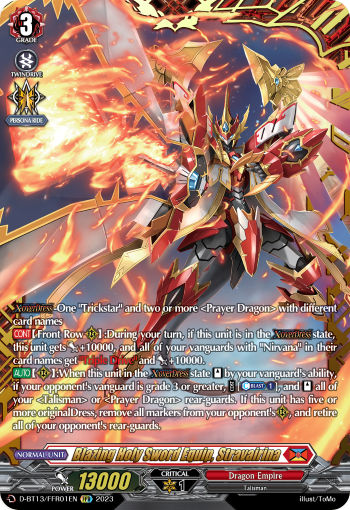 3
GRADE
TWINDRIVE
PERSONA RIDE
XoverDress-One "Trickstar" and two or more <Prayer Dragon> with different
card names
CONT【Front Row】:During your turn, if this unit is in the XoverDress state,
this unit gets +10000, and all of your vanguards with "Nirvana" in their
card names get "Triple Drive" and +10000.
AUTO【】:When this unit in the XoverDress state by your vanguard's ability,
if your opponent's vanguard is grade 3 or greater, BLAST 1, and all of
your <Talisman> or <Prayer Dragon> rear-guards. If this unit has five
or more originalDress, remove all markers from your opponent's, and retire
all of your opponent's rear-guards.
NORMAL UNIT
Blazing Holy Sword Equip, Stravalrina
POWER 13000
CRITICAL
1
Dragon Empire
Talisman
D-BT13/FFR01EN FFR 2023
illust/ToMo